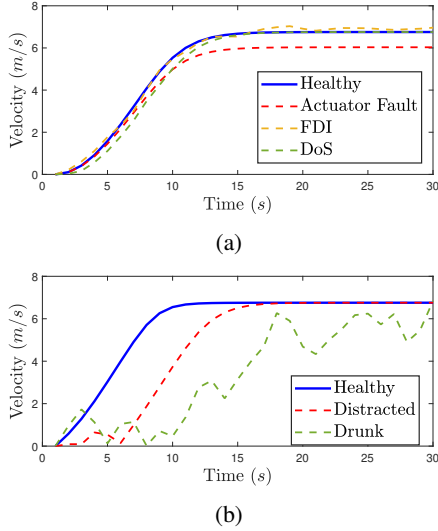 8
6
4
2
0
Velocity (m/s)
Healthy
Actuator Fault
FDI
DoS
0 5 10 15 20 25 30
Time (s)
(a)
8
6
4
2
0
Velocity (m/s)
Healthy
Distracted
Drunk
0 5 10 15 20 25 30
Time (s)
(b)